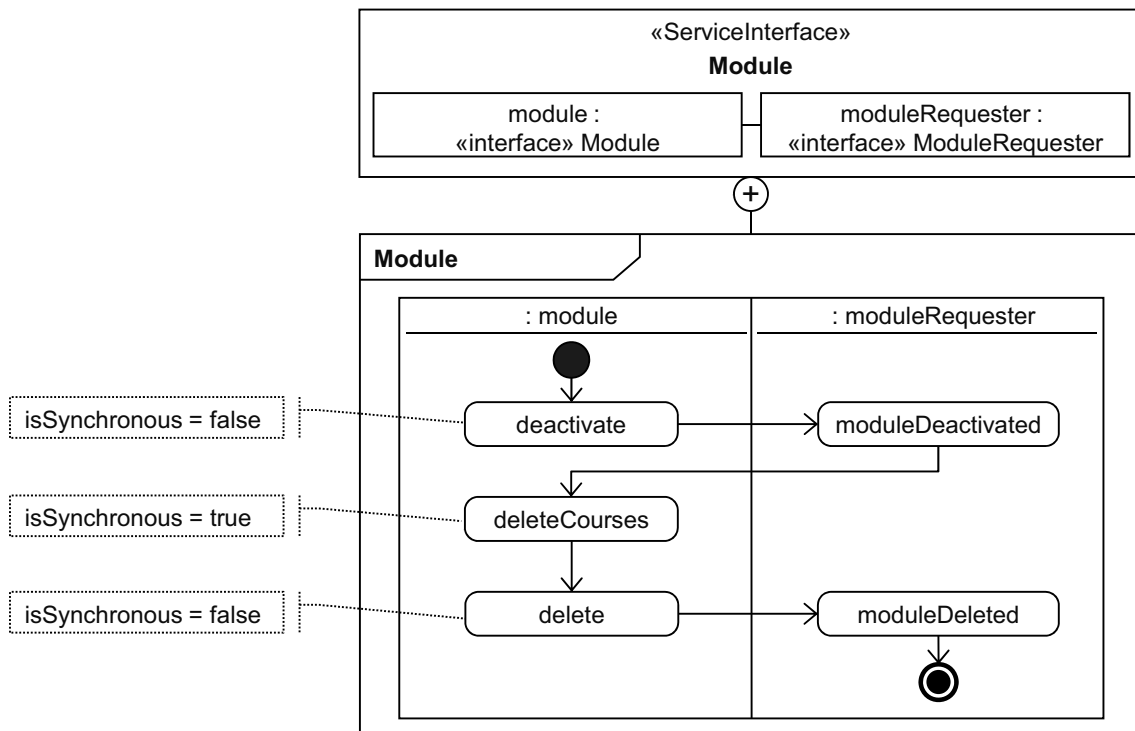 «ServiceInterface»
Module
module :
«interface» Module
moduleRequester :
«interface» ModuleRequester
+
Module
: module
: moduleRequester
isSynchronous = false
deactivate
moduleDeactivated
isSynchronous = true
deleteCourses
isSynchronous = false
delete
moduleDeleted